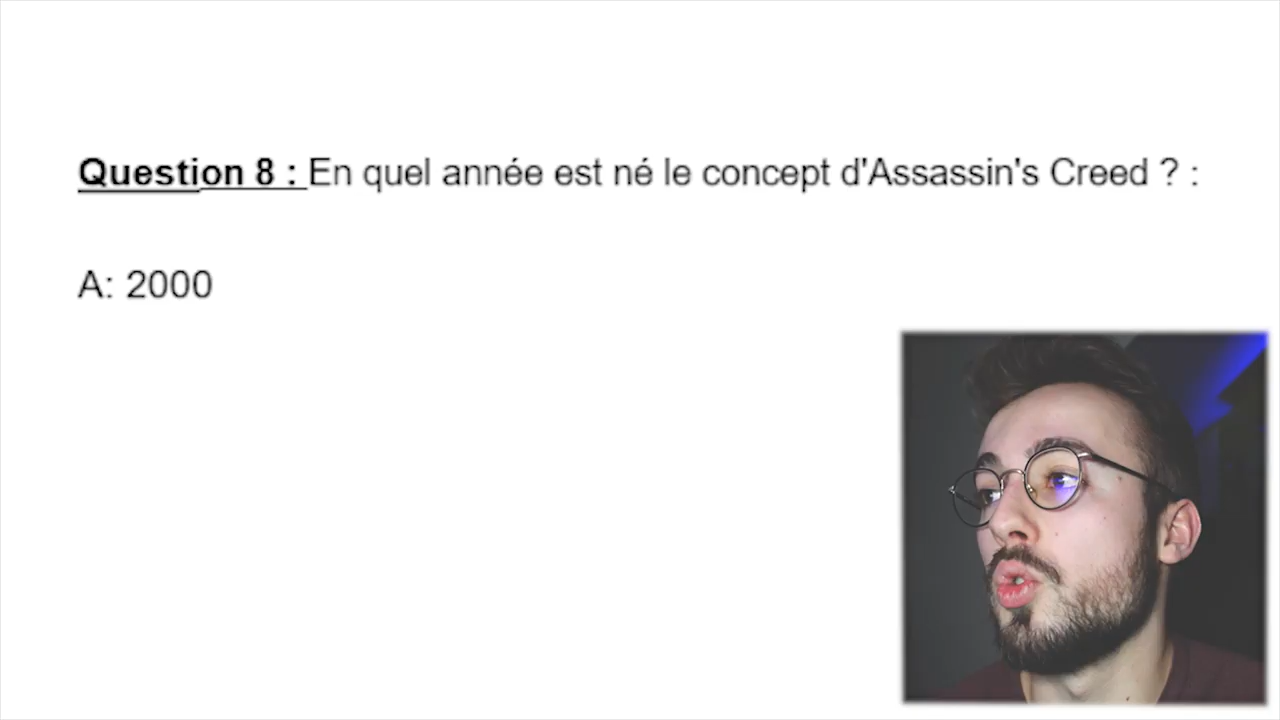 Question 8 : En quel année est né le concept d'Assassin's Creed ? :
A: 2000